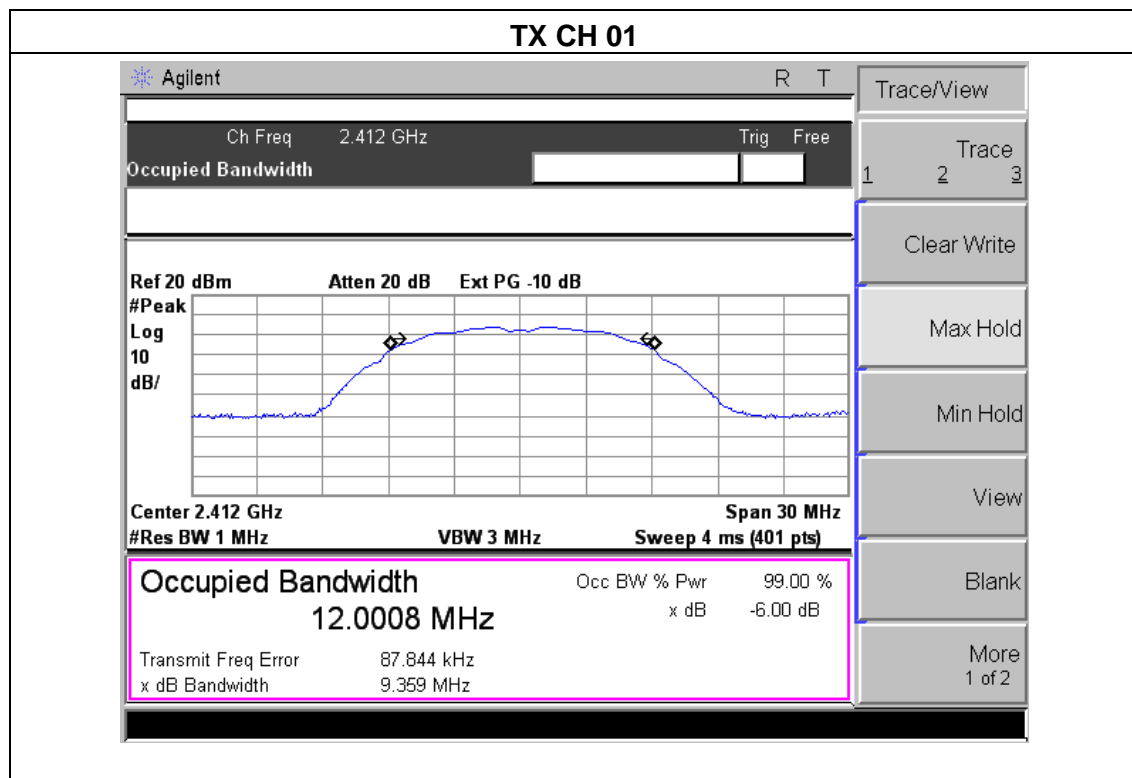 TX CH 01
Agilent R T
Trace/View
Ch Freq 2.412 GHz Trig Free
Occupied Bandwidth
Trace
1 2 3
Clear Write
Ref 20 dBm Atten 20 dB Ext PG -10 dB
#Peak
Log
10
dB/
Max Hold
Min Hold
View
Center 2.412 GHz Span 30 MHz
#Res BW 1 MHz VBW 3 MHz Sweep 4 ms (401 pts)
Occupied Bandwidth Occ BW % Pwr 99.00 %
12.0008 MHz x dB -6.00 dB
Blank
Transmit Freq Error 87.844 kHz
x dB Bandwidth 9.359 MHz
More
1 of 2